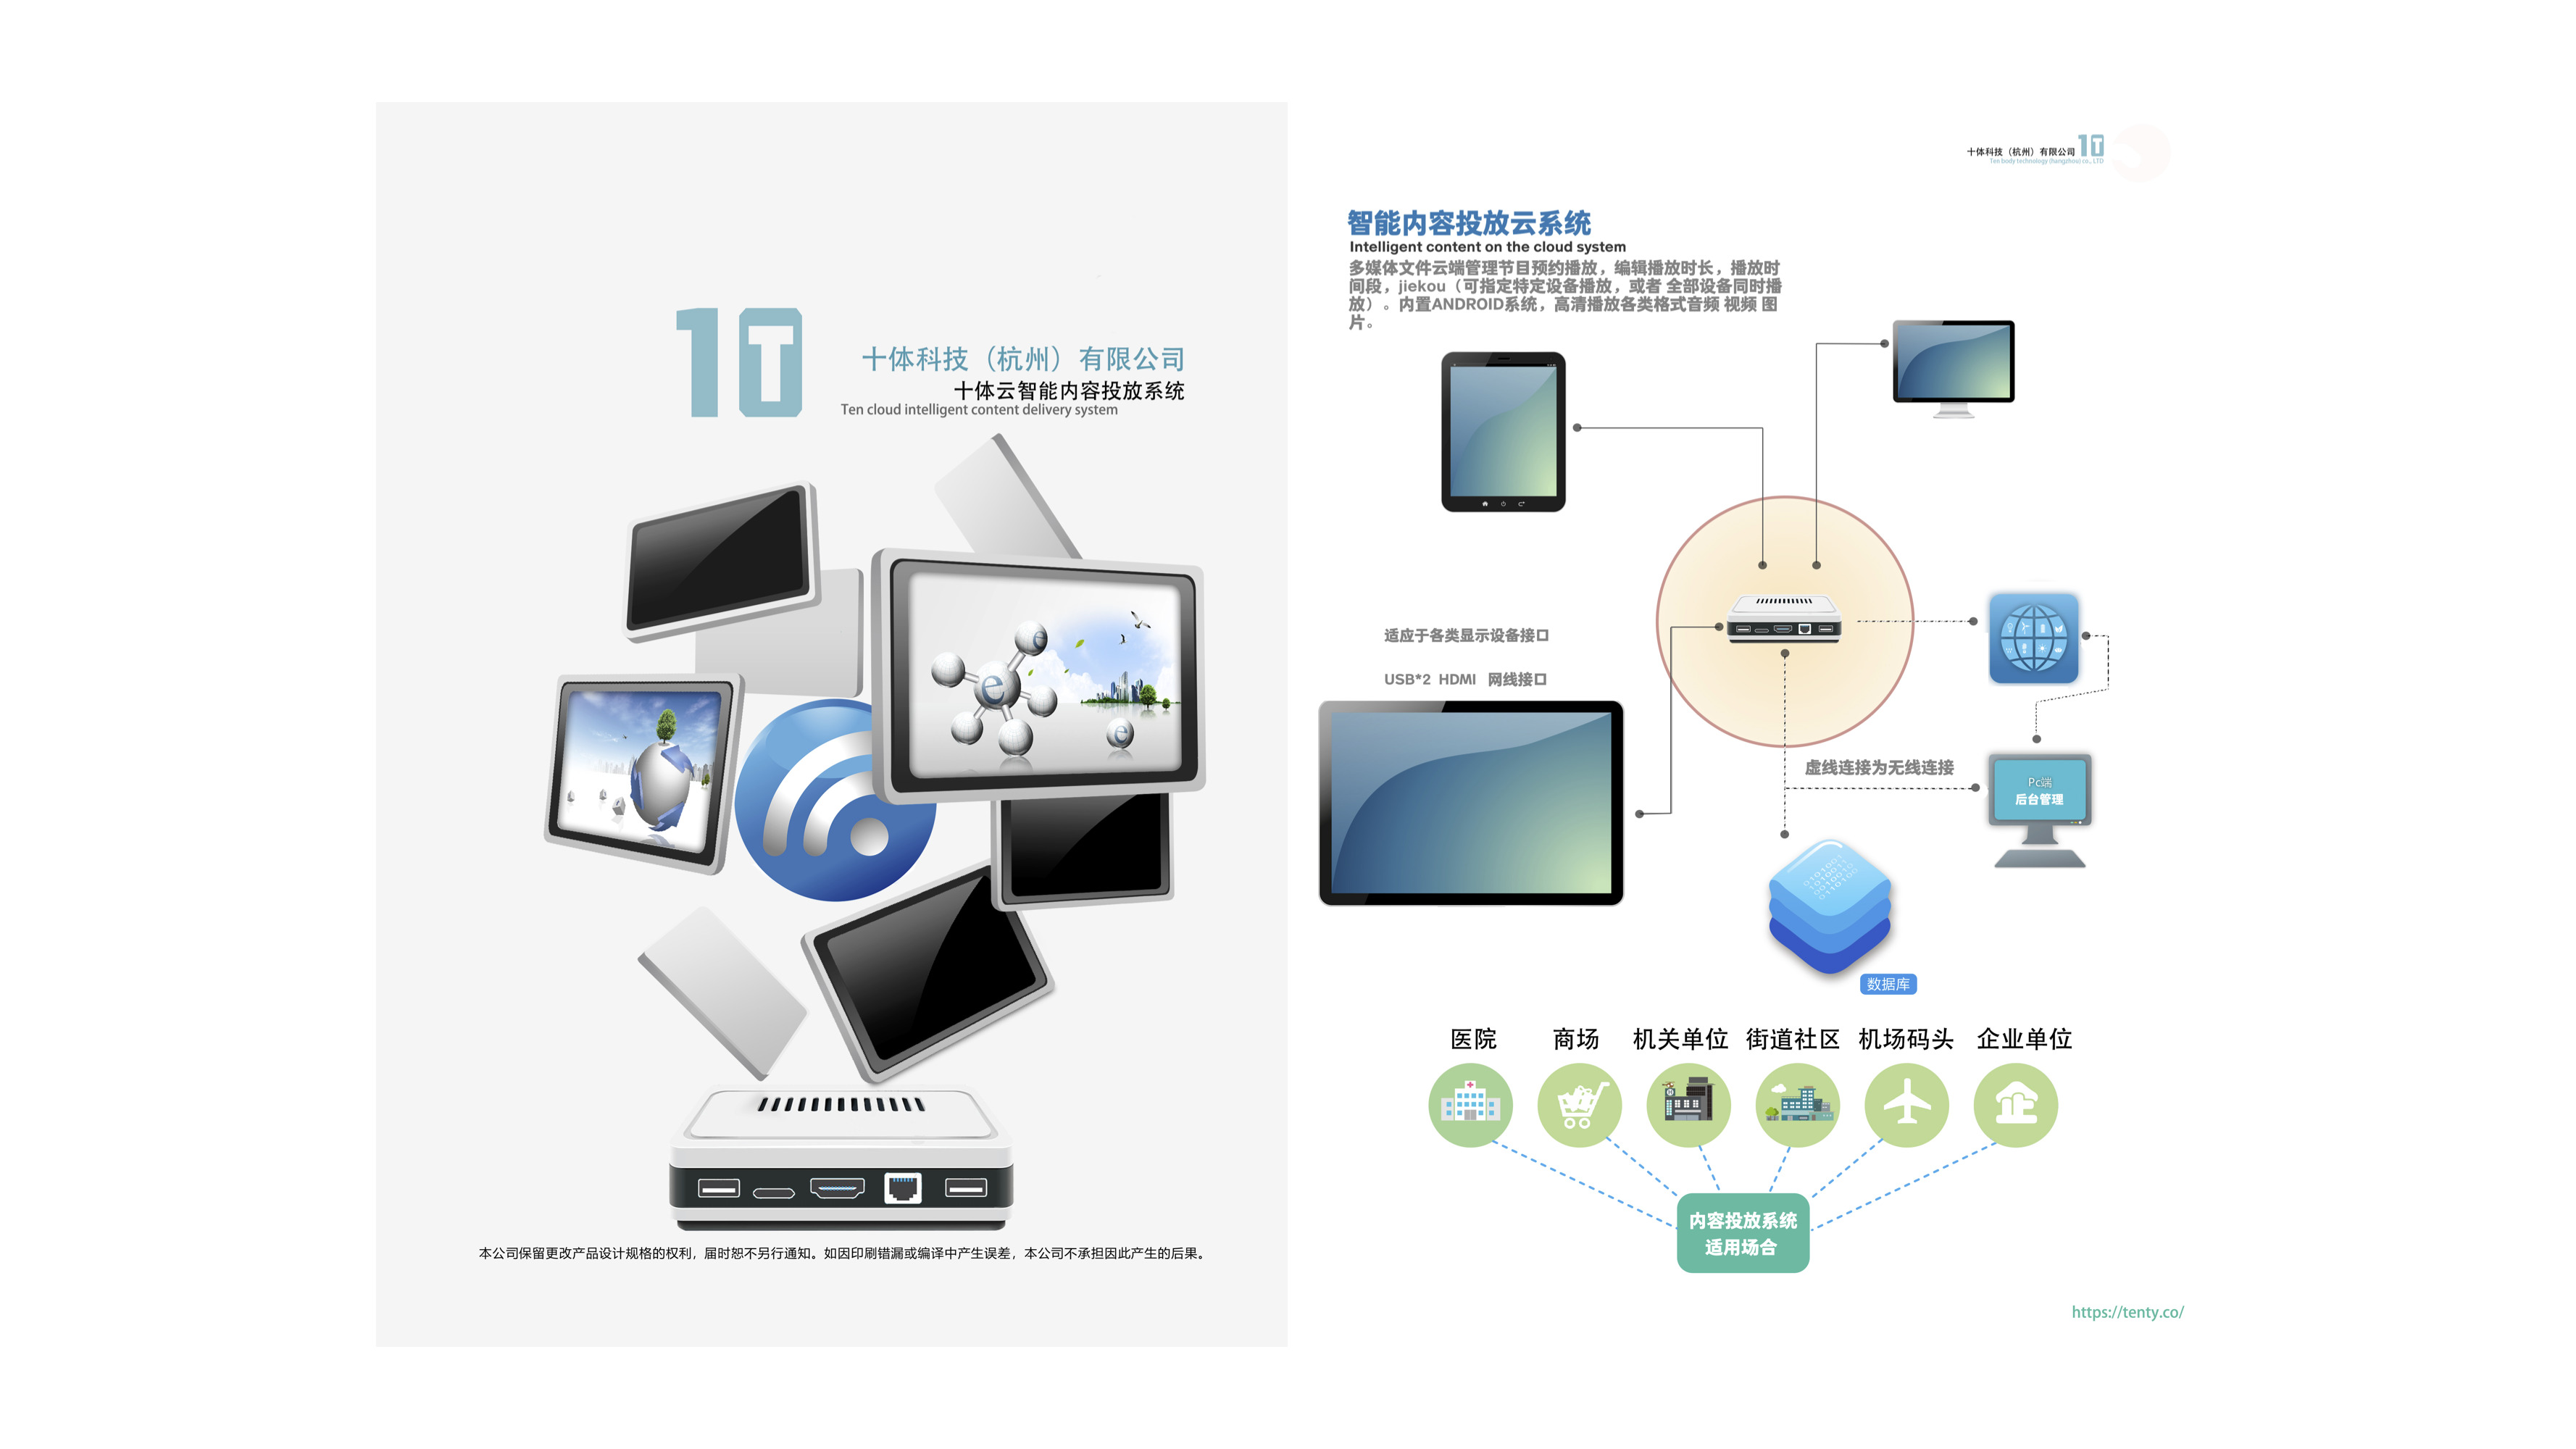 1T
十体科技（杭州）有限公司
十体云智能内容投放系统
Ten cloud intelligent content delivery system
e
e
e
本公司保留更改产品设计规格的权利，届时恕不另行通知。如因印刷错漏或编译中产生误差，本公司不承担因此产生的后果。
十体科技（杭州）有限公司 1T
Ten body technology (hangzhou) co., LTD
智能内容投放云系统
Intelligent content on the cloud system
多媒体文件云端管理节目预约播放，编辑播放时长，播放时
间段，jiekou（可指定特定设备播放，或者 全部设备同时播
放）。内置ANDROID系统，高清播放各类格式音频 视频 图
片。
适应于各类显示设备接口
USB*2 HDMI 网线接口
虚线连接为无线连接
Pc端
后台管理
0101001
1010011
0010010
0110100
数据库
医院 商场 机关单位 街道社区 机场码头 企业单位
内容投放系统
适用场合
https://tenty.co/